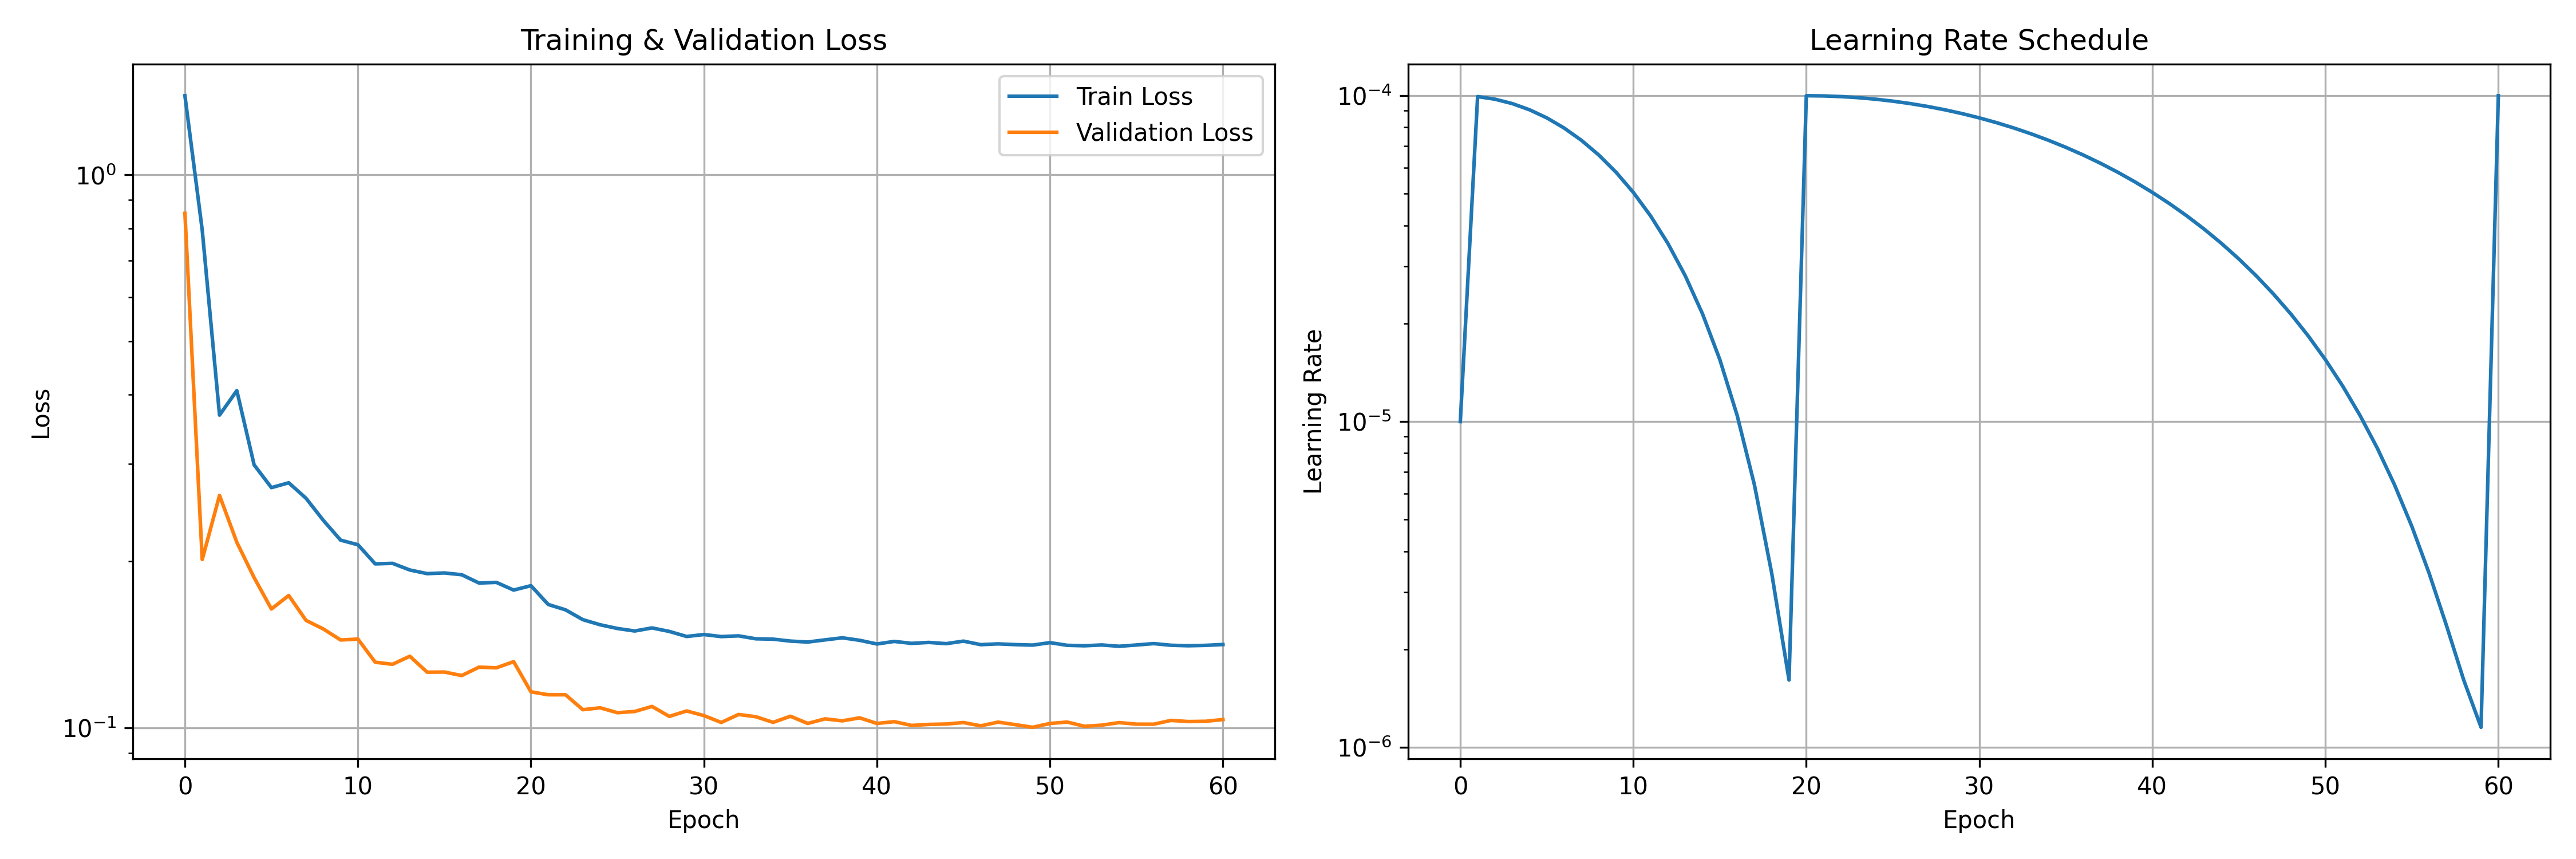 Training & Validation Loss
Train Loss
Validation Loss
10⁰
10⁻¹
Loss
0 10 20 30 40 50 60
Epoch
Learning Rate Schedule
10⁻⁴
10⁻⁵
10⁻⁶
Learning Rate
0 10 20 30 40 50 60
Epoch